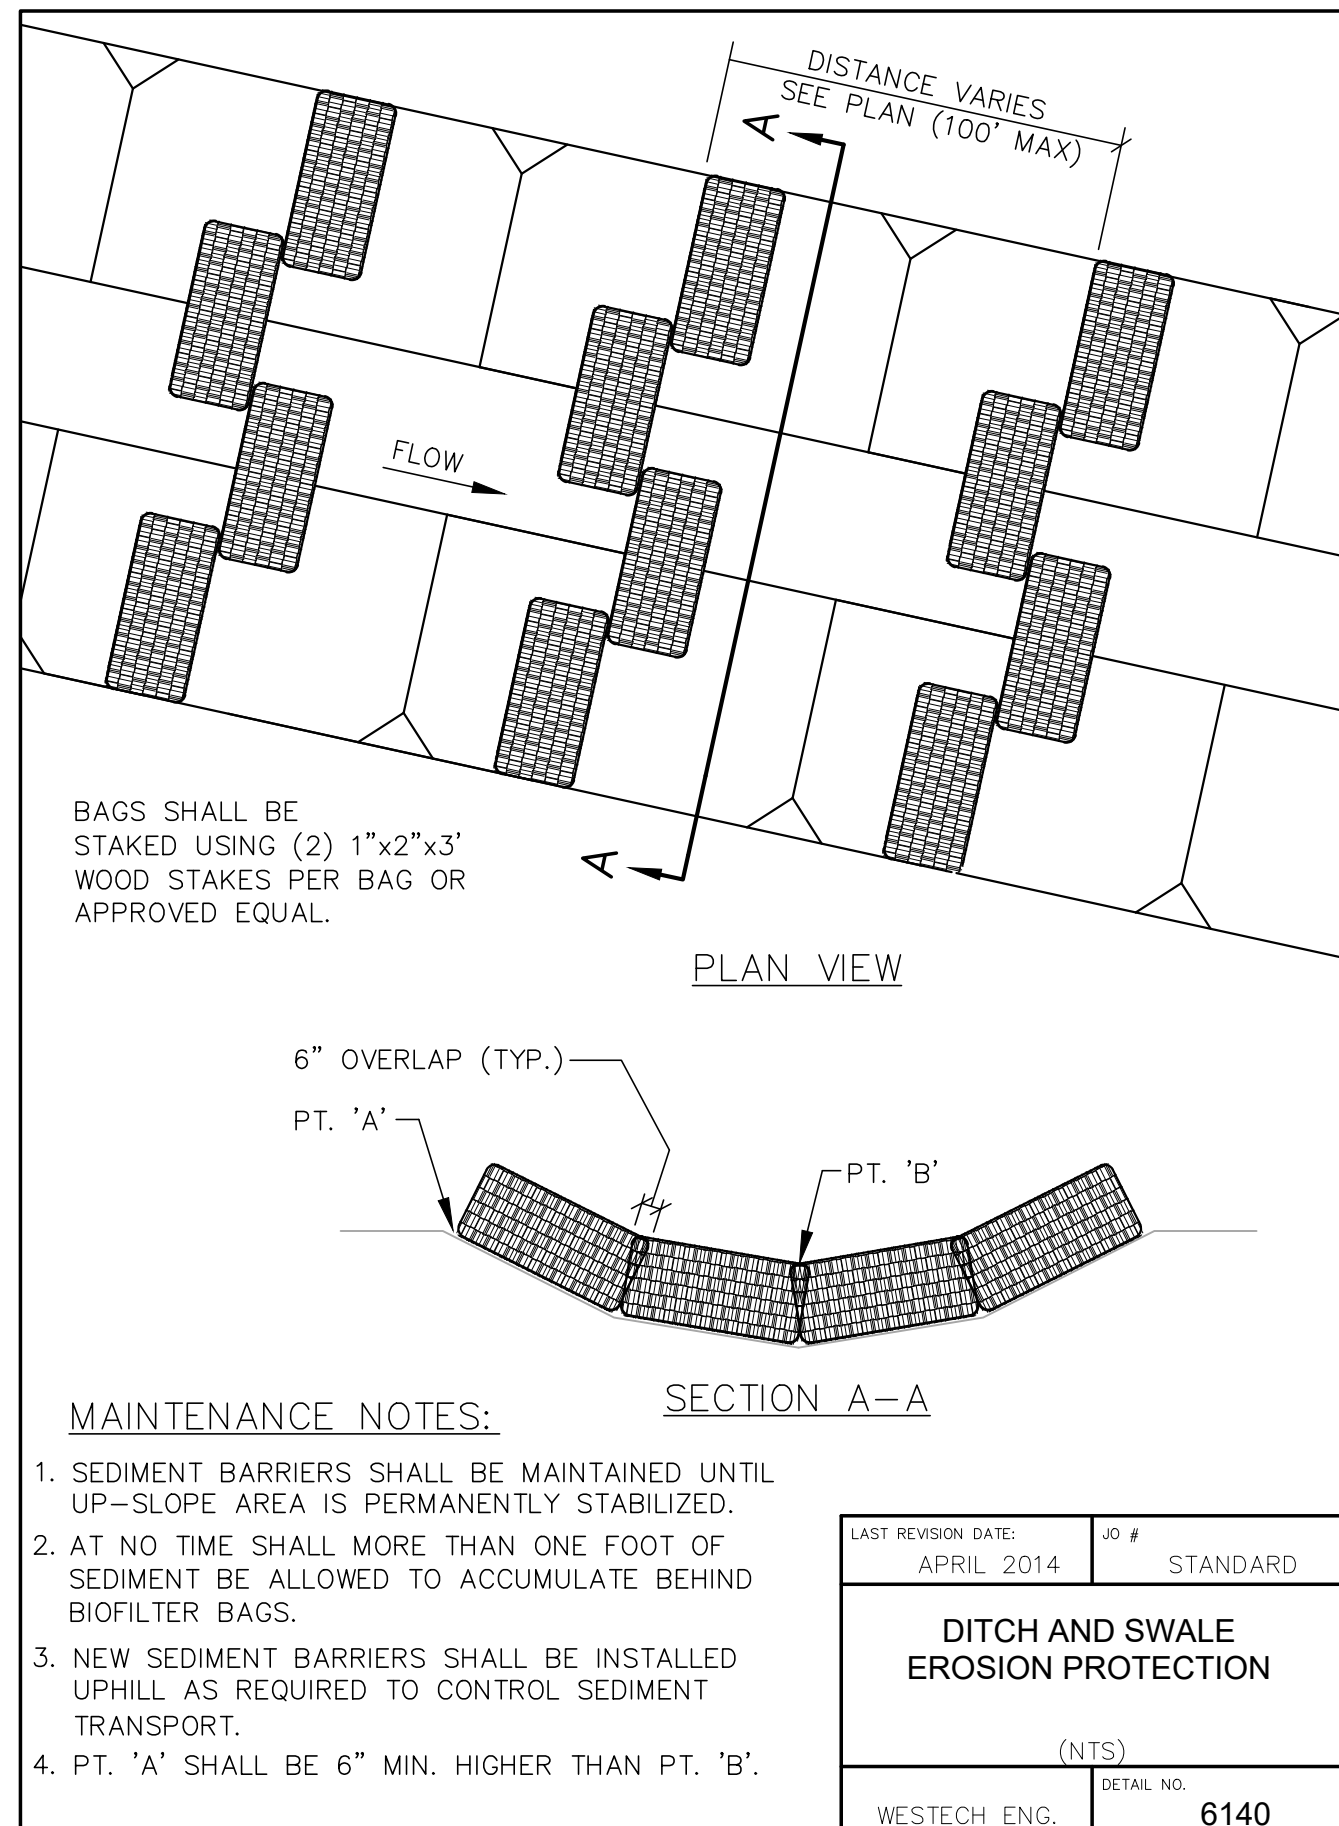 DISTANCE VARIES
SEE PLAN (100' MAX)
A
FLOW
A
BAGS SHALL BE
STAKED USING (2) 1"x2"x3'
WOOD STAKES PER BAG OR
APPROVED EQUAL.
PLAN VIEW
6" OVERLAP (TYP.)
PT. 'A'
PT. 'B'
SECTION A-A
MAINTENANCE NOTES:
1. SEDIMENT BARRIERS SHALL BE MAINTAINED UNTIL
UP-SLOPE AREA IS PERMANENTLY STABILIZED.
2. AT NO TIME SHALL MORE THAN ONE FOOT OF
SEDIMENT BE ALLOWED TO ACCUMULATE BEHIND
BIOFILTER BAGS.
3. NEW SEDIMENT BARRIERS SHALL BE INSTALLED
UPHILL AS REQUIRED TO CONTROL SEDIMENT
TRANSPORT.
4. PT. 'A' SHALL BE 6" MIN. HIGHER THAN PT. 'B'.
LAST REVISION DATE:
APRIL 2014
JO #
STANDARD
DITCH AND SWALE
EROSION PROTECTION
(NTS)
WESTECH ENG.
DETAIL NO.
6140